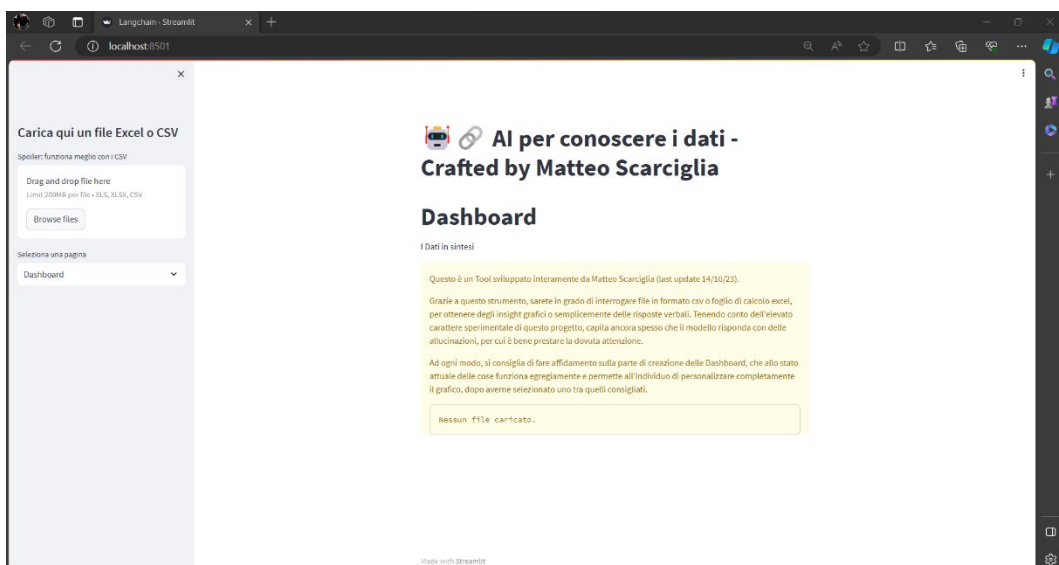 Langchain · Streamlit
localhost:8501
Carica qui un file Excel o CSV
Spoiler: funziona meglio con i CSV
Drag and drop file here
Limit 200MB per file • XLS, XLSX, CSV
Browse files
Seleziona una pagina
Dashboard
AI per conoscere i dati -
Crafted by Matteo Scarciglia
Dashboard
I Dati in sintesi
Questo è un Tool sviluppato interamente da Matteo Scarciglia (last update 14/10/23).
Grazie a questo strumento, sarete in grado di interrogare file in formato csv o foglio di calcolo excel,
per ottenere degli insight grafici o semplicemente delle risposte verbali. Tenendo conto dell'elevato
carattere sperimentale di questo progetto, capita ancora spesso che il modello risponda con delle
allucinazioni, per cui è bene prestare la dovuta attenzione.
Ad ogni modo, si consiglia di fare affidamento sulla parte di creazione delle Dashboard, che allo stato
attuale delle cose funziona egregiamente e permette all'individuo di personalizzare completamente
il grafico, dopo averne selezionato uno tra quelli consigliati.
Nessun file caricato.
Made with Streamlit